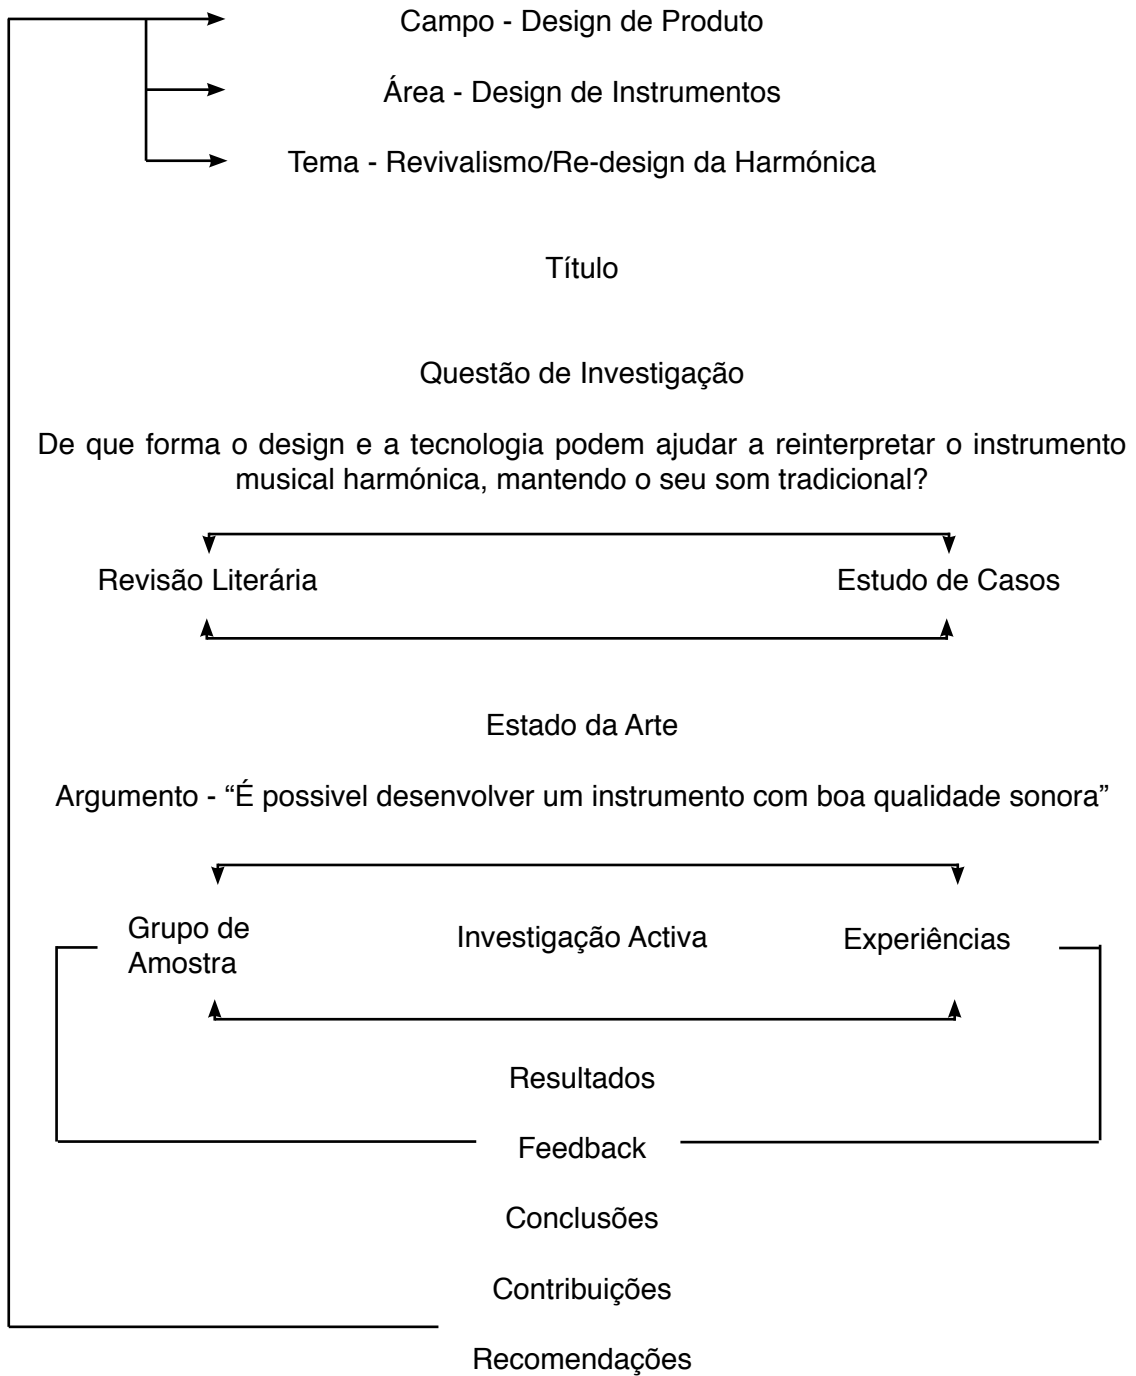 Campo - Design de Produto
Área - Design de Instrumentos
Tema - Revivalismo/Re-design da Harmónica
Título
Questão de Investigação
De que forma o design e a tecnologia podem ajudar a reinterpretar o instrumento
musical harmónica, mantendo o seu som tradicional?
Revisão Literária
Estudo de Casos
Estado da Arte
Argumento - “É possivel desenvolver um instrumento com boa qualidade sonora”
Grupo de
Amostra
Investigação Activa
Experiências
Resultados
Feedback
Conclusões
Contribuições
Recomendações